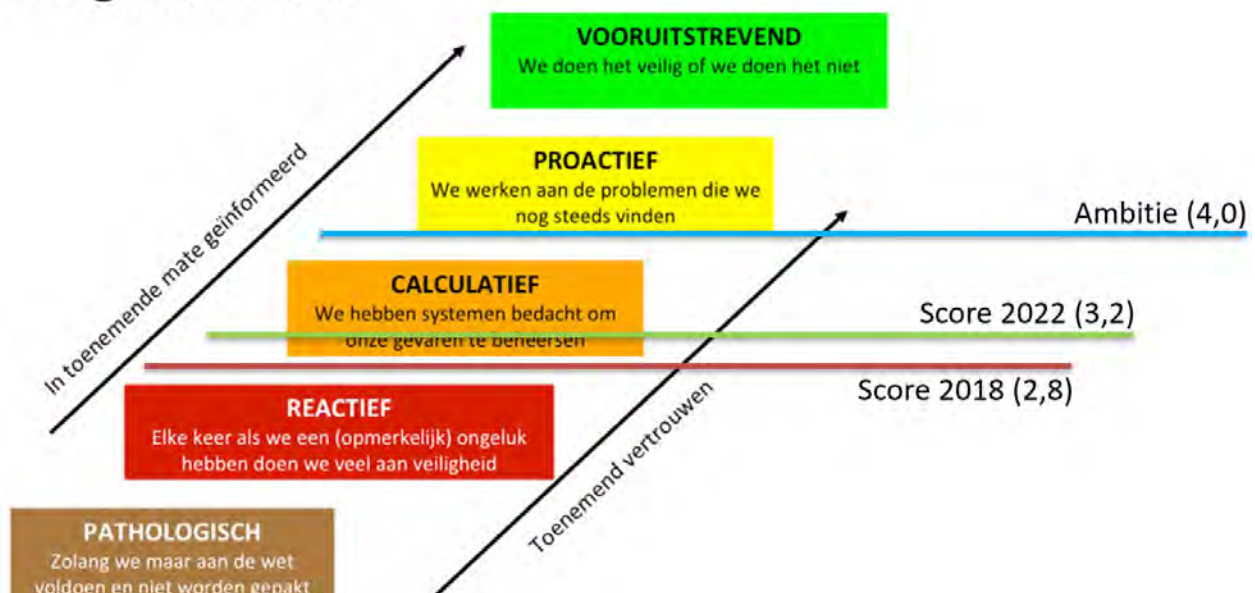 VOORUITSTREVEND
We doen het veilig of we doen het niet
In toenemende mate geïnformeerd
PROACTIEF
We werken aan de problemen die we
nog steeds vinden
Ambitie (4,0)
CALCULATIEF
We hebben systemen bedacht om
onze gevaren te beheersen
Score 2022 (3,2)
Score 2018 (2,8)
REACTIEF
Elke keer als we een (opmerkelijk) ongeluk
hebben doen we veel aan veiligheid
Toenemend vertrouwen
PATHOLOGISCH
Zolang we maar aan de wet
voldoen en niet worden gepakt